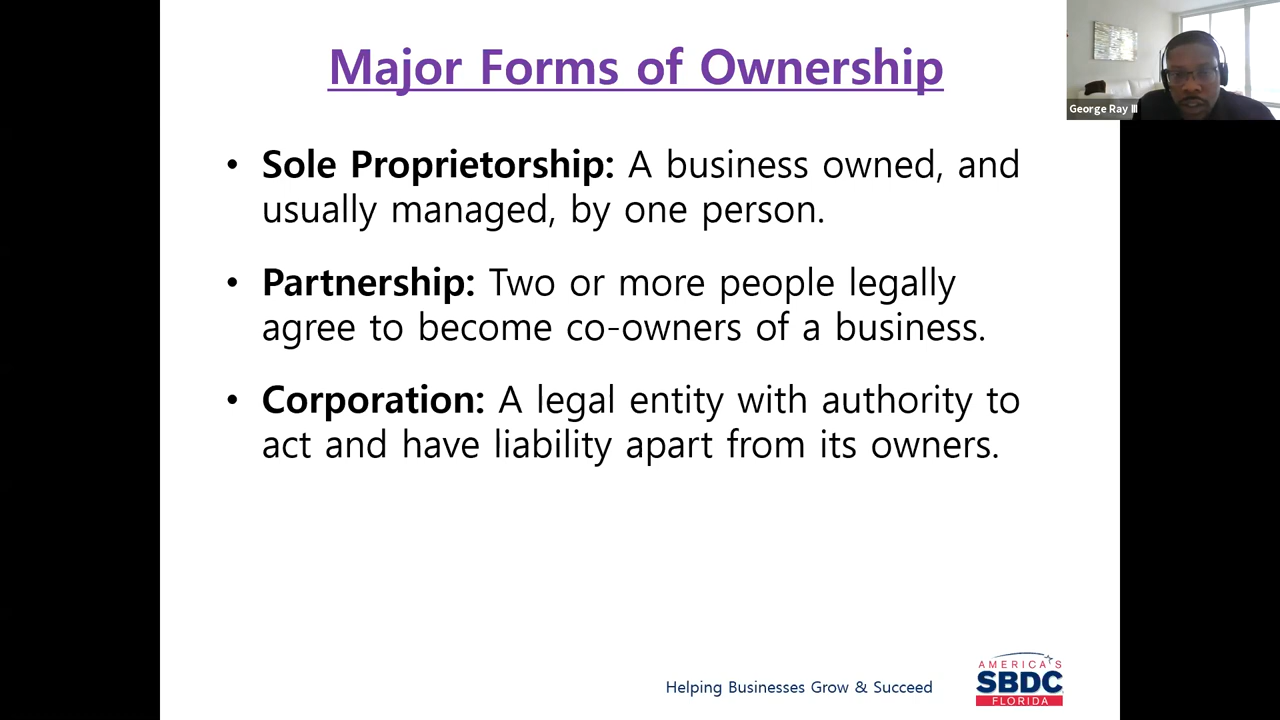 Major Forms of Ownership
George Ray III
• Sole Proprietorship: A business owned, and
usually managed, by one person.
• Partnership: Two or more people legally
agree to become co-owners of a business.
• Corporation: A legal entity with authority to
act and have liability apart from its owners.
Helping Businesses Grow & Succeed
AMERICA'S
SBDC
FLORIDA